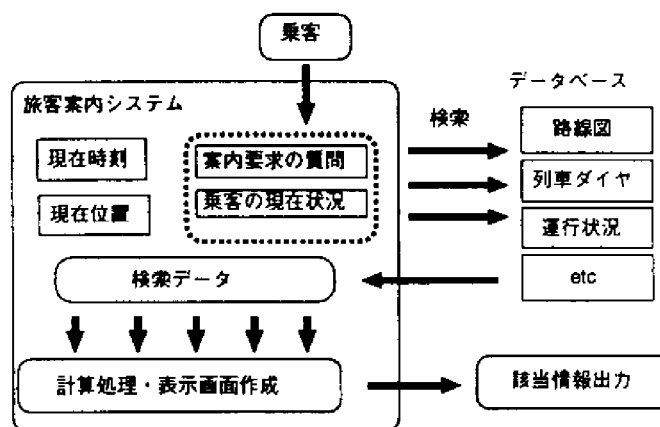 乗客
旅客案内システム
現在時刻
現在位置
案内要求の質問
乗客の現在状況
検索
データベース
路線図
列車ダイヤ
運行状況
etc
検索データ
計算処理・表示画面作成
該当情報出力